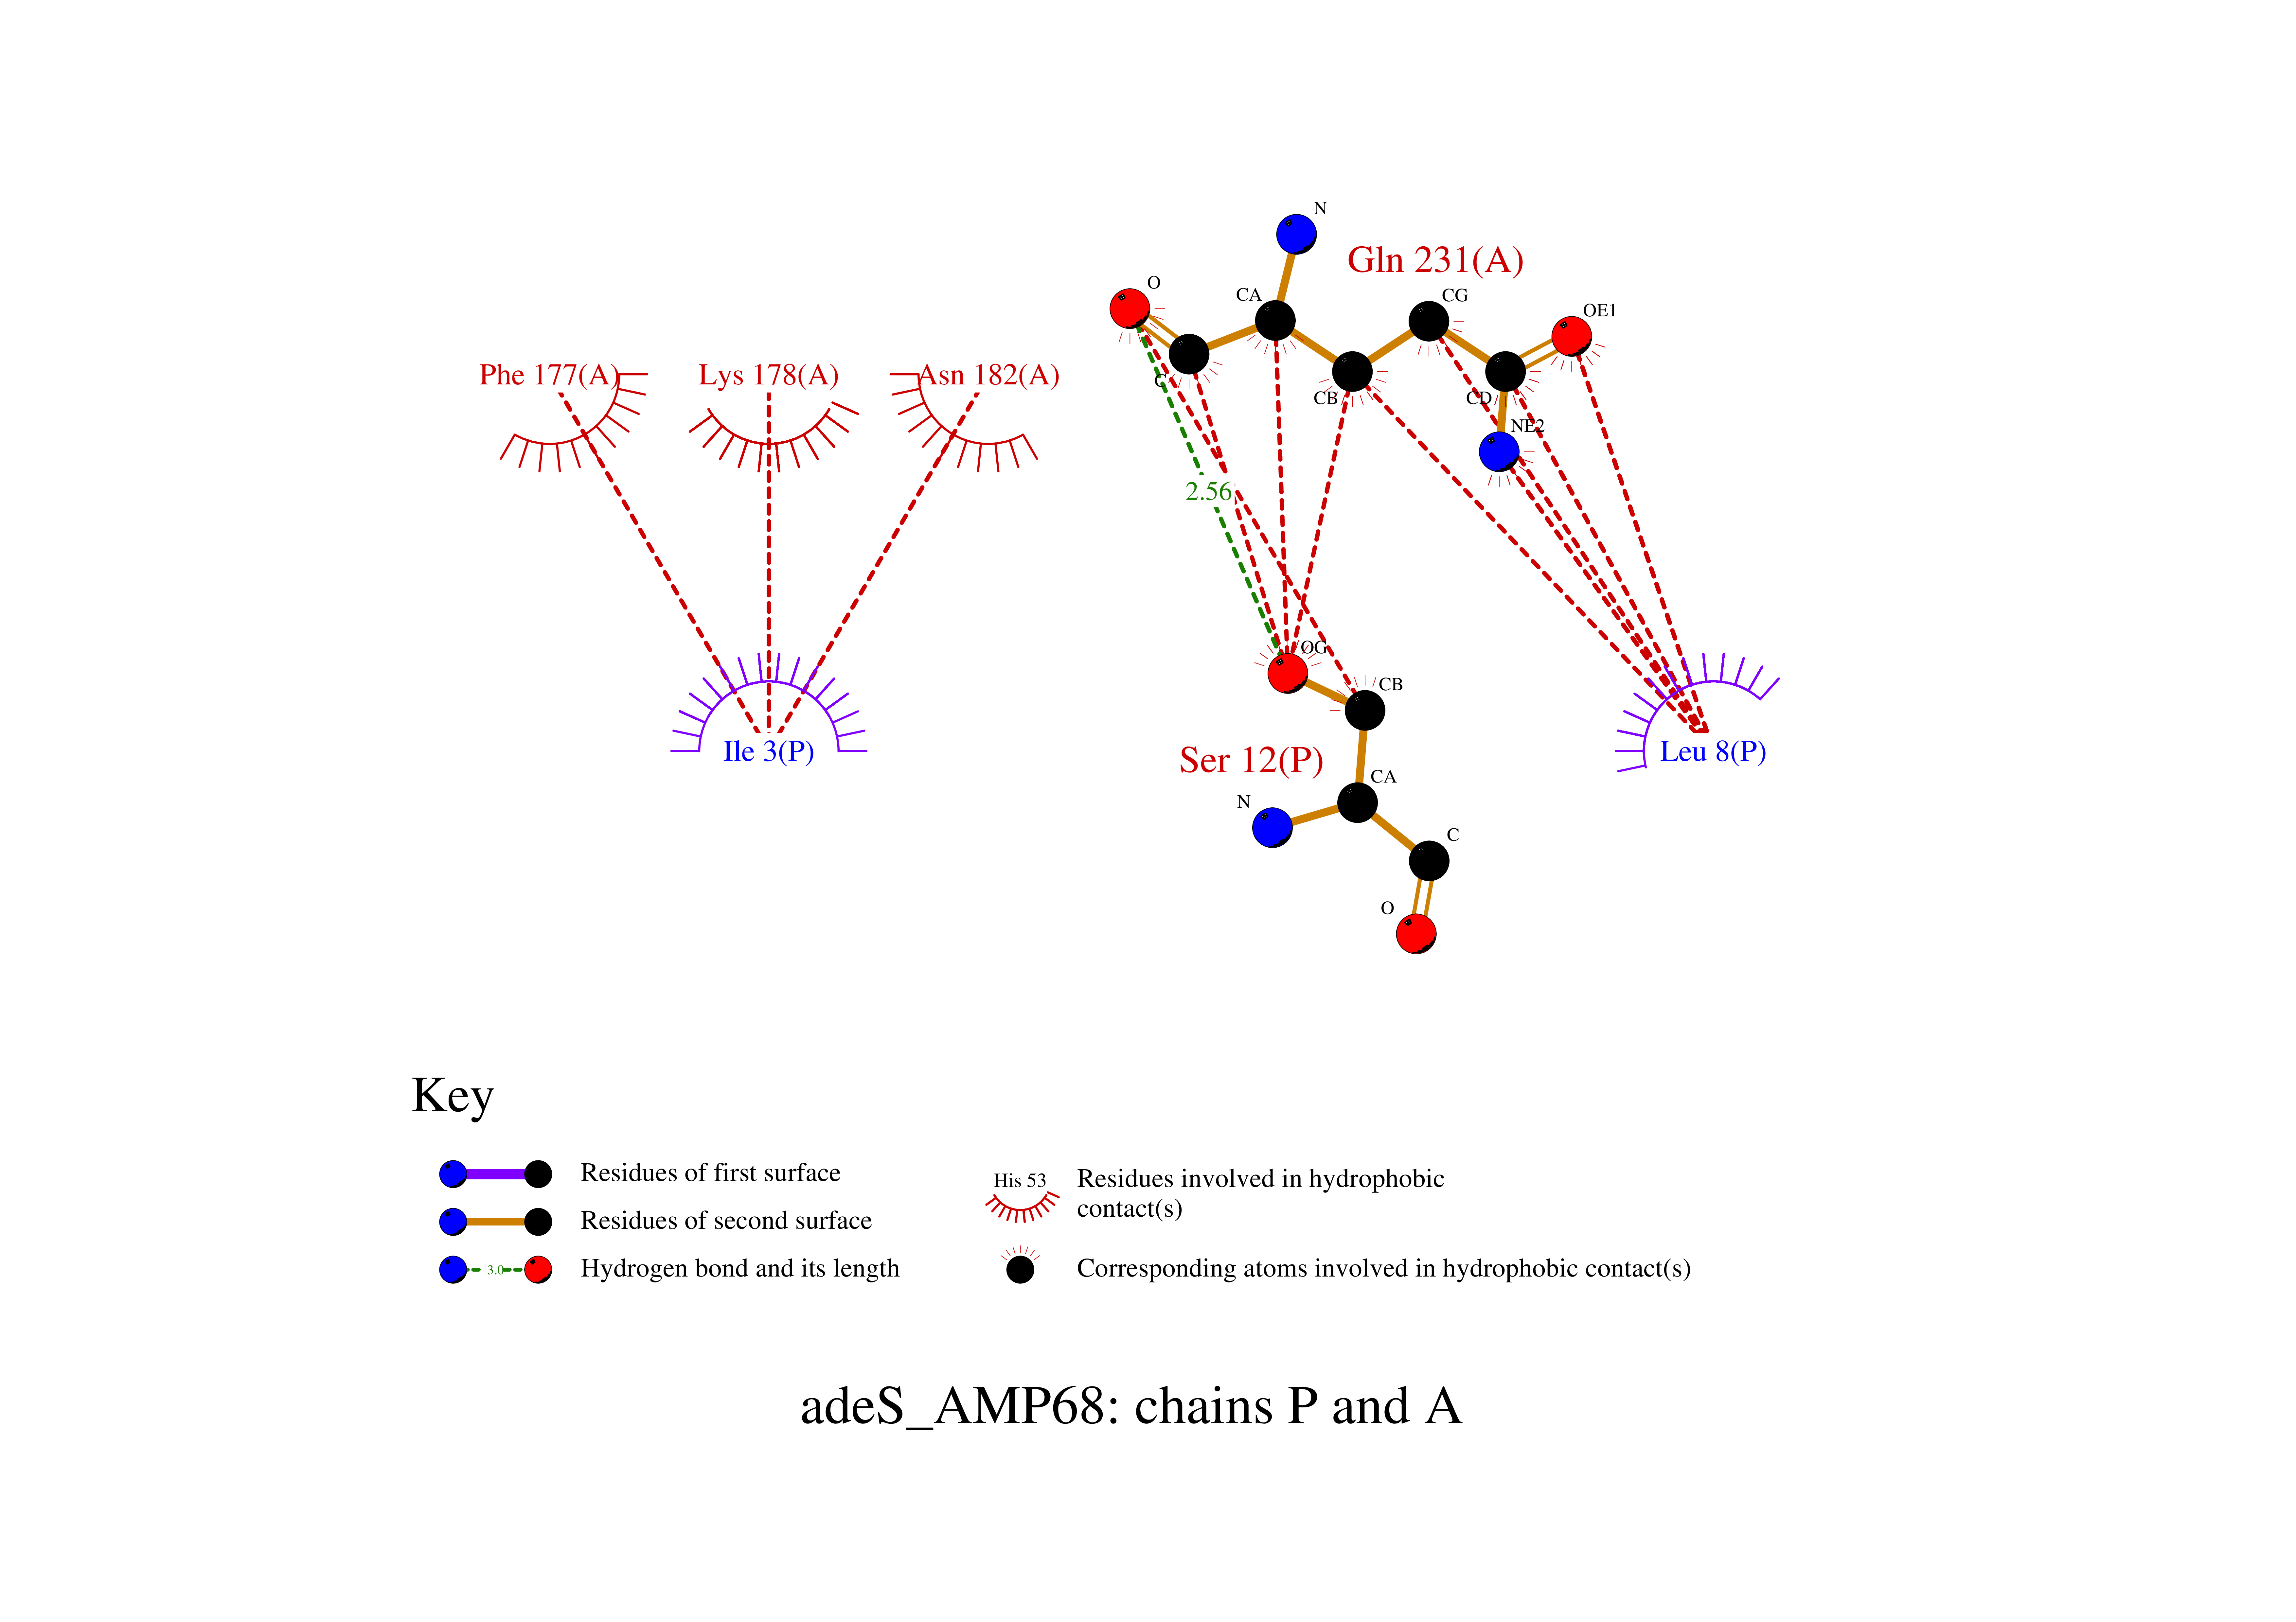 N
Gln 231(A)
O
CA
CG
OE1
Phe 177(A)
Lys 178(A)
Asn 182(A)
C
CB
CD
NE2
2.56
OG
CB
Ile 3(P)
Ser 12(P)
Leu 8(P)
CA
N
C
O
Key
Residues of first surface
Residues of second surface
3.0
Hydrogen bond and its length
His 53
Residues involved in hydrophobic
contact(s)
Corresponding atoms involved in hydrophobic contact(s)
adeS_AMP68: chains P and A